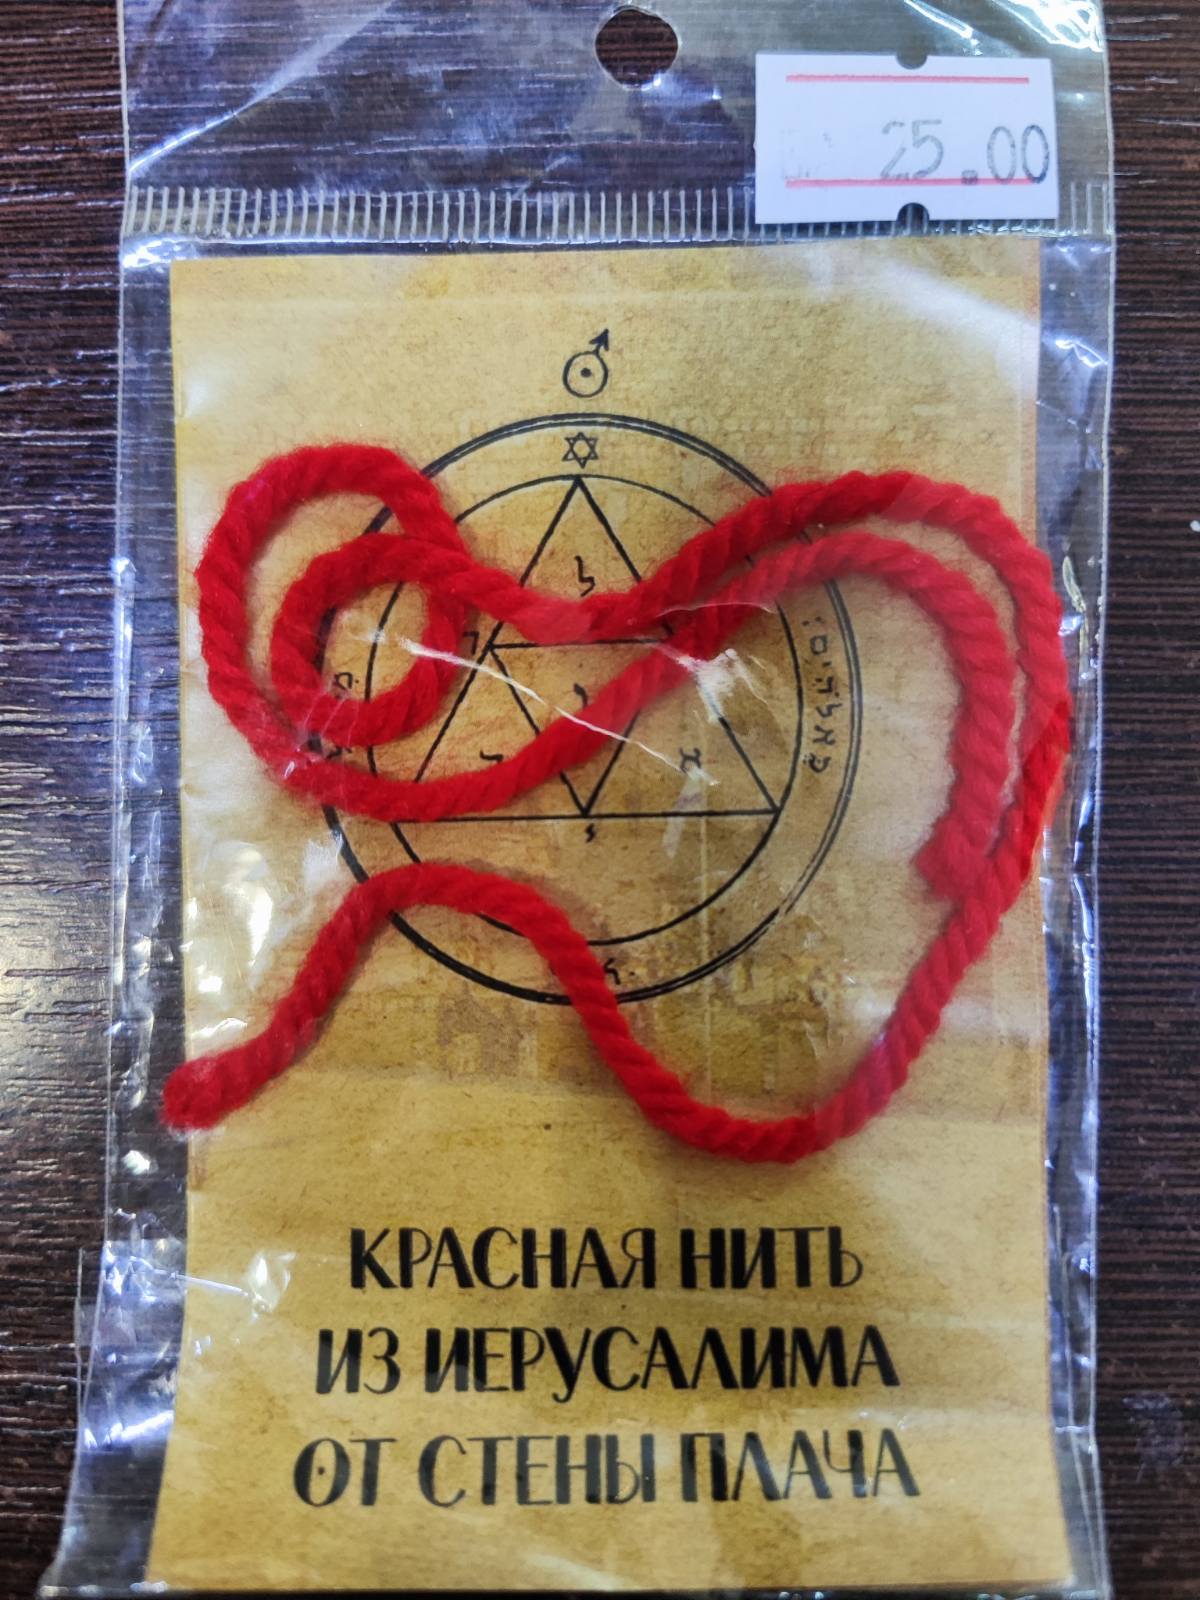 25.00
КРАСНАЯ НИТЬ
ИЗ ИЕРУСАЛИМА
ОТ СТЕНЫ ПЛАЧА